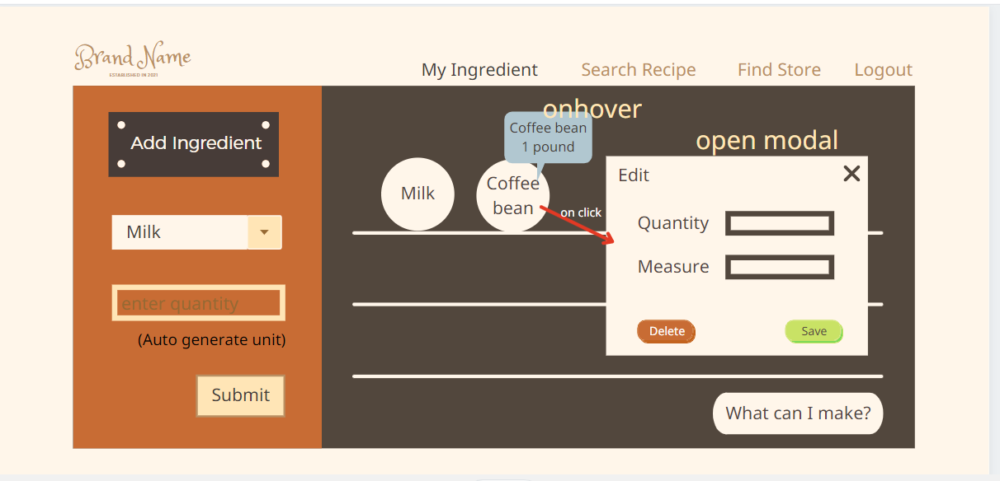 Brand Name
ESTABLISHED IN 2021
My Ingredient Search Recipe Find Store Logout
Add Ingredient
Milk
enter quantity
(Auto generate unit)
Submit
onhover
Coffee bean
1 pound
Milk
Coffee
bean
on click
open modal
Edit
Quantity
Measure
Delete Save
What can I make?